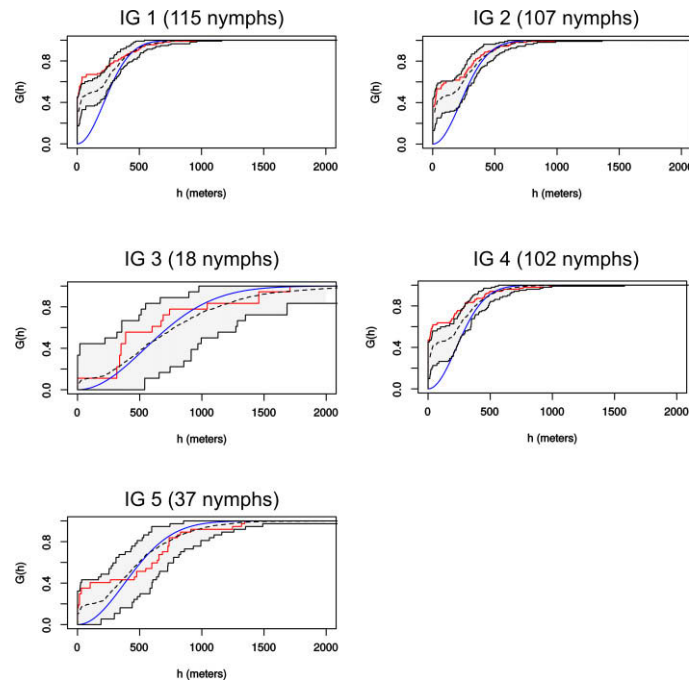 IG 1 (115 nymphs)
G(h)
0.0 0.4 0.8
0 500 1000 1500 2000
h (meters)
IG 2 (107 nymphs)
G(h)
0.0 0.4 0.8
0 500 1000 1500 2000
h (meters)
IG 3 (18 nymphs)
G(h)
0.0 0.4 0.8
0 500 1000 1500 2000
h (meters)
IG 4 (102 nymphs)
G(h)
0.0 0.4 0.8
0 500 1000 1500 2000
h (meters)
IG 5 (37 nymphs)
G(h)
0.0 0.4 0.8
0 500 1000 1500 2000
h (meters)